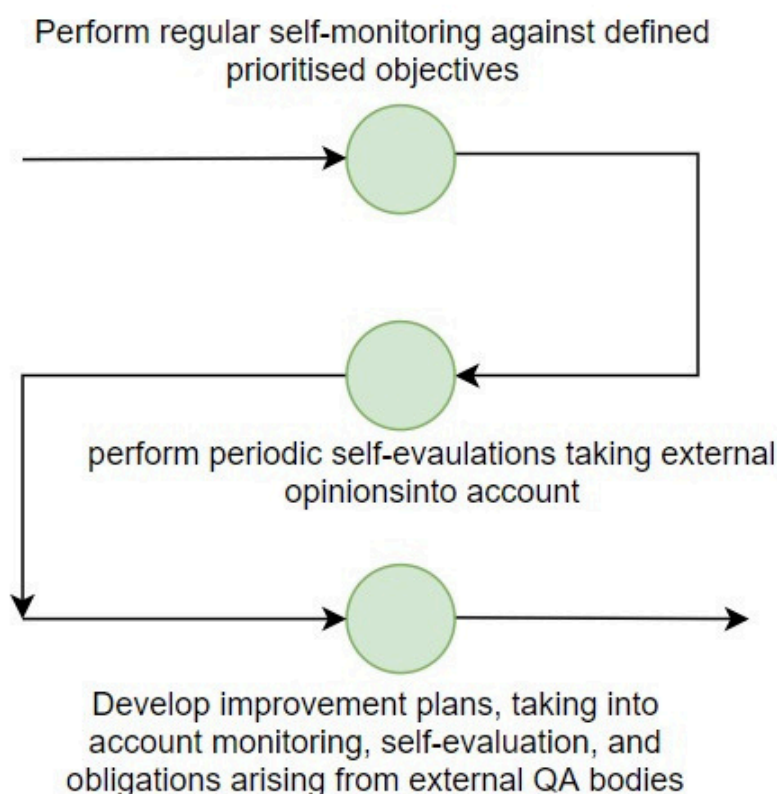 Perform regular self-monitoring against defined
prioritised objectives
perform periodic self-evaulations taking external
opinionsinto account
Develop improvement plans, taking into
account monitoring, self-evaluation, and
obligations arising from external QA bodies